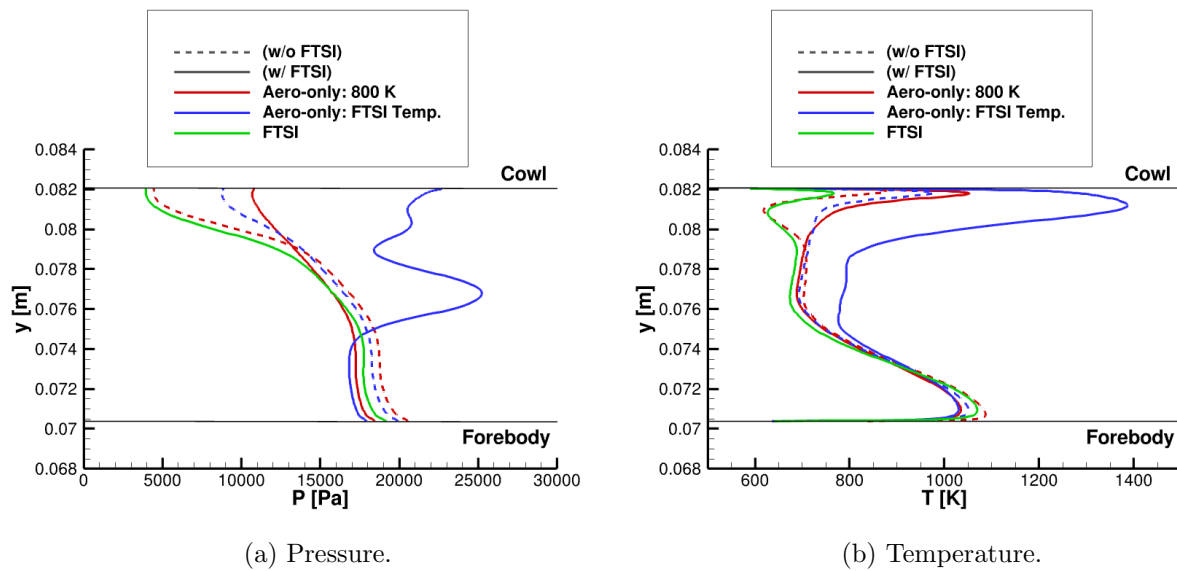 (w/o FTSI)
(w/ FTSI)
Aero-only: 800 K
Aero-only: FTSI Temp.
FTSI
0.084
0.082
0.08
0.078
0.076
0.074
0.072
0.07
0.068
y [m]
Cowl
Forebody
0 5000 10000 15000 20000 25000 30000
P [Pa]
(a) Pressure.
(w/o FTSI)
(w/ FTSI)
Aero-only: 800 K
Aero-only: FTSI Temp.
FTSI
0.084
0.082
0.08
0.078
0.076
0.074
0.072
0.07
0.068
y [m]
Cowl
Forebody
600 800 1000 1200 1400
T [K]
(b) Temperature.